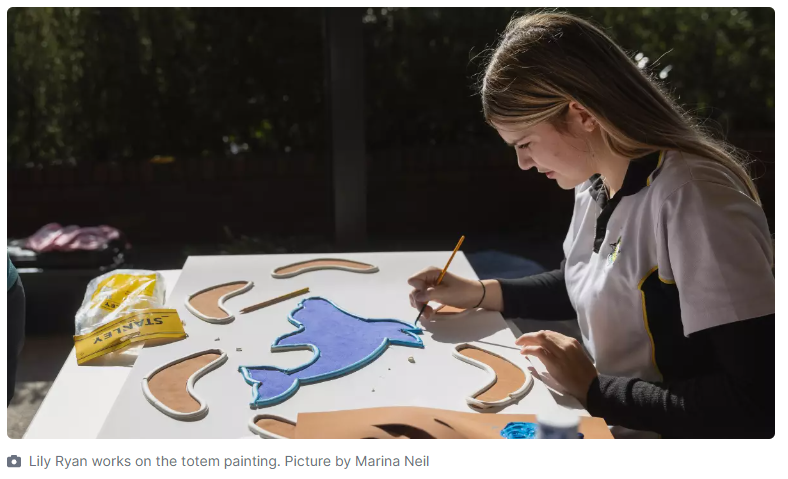 STANLEY
Lily Ryan works on the totem painting. Picture by Marina Neil